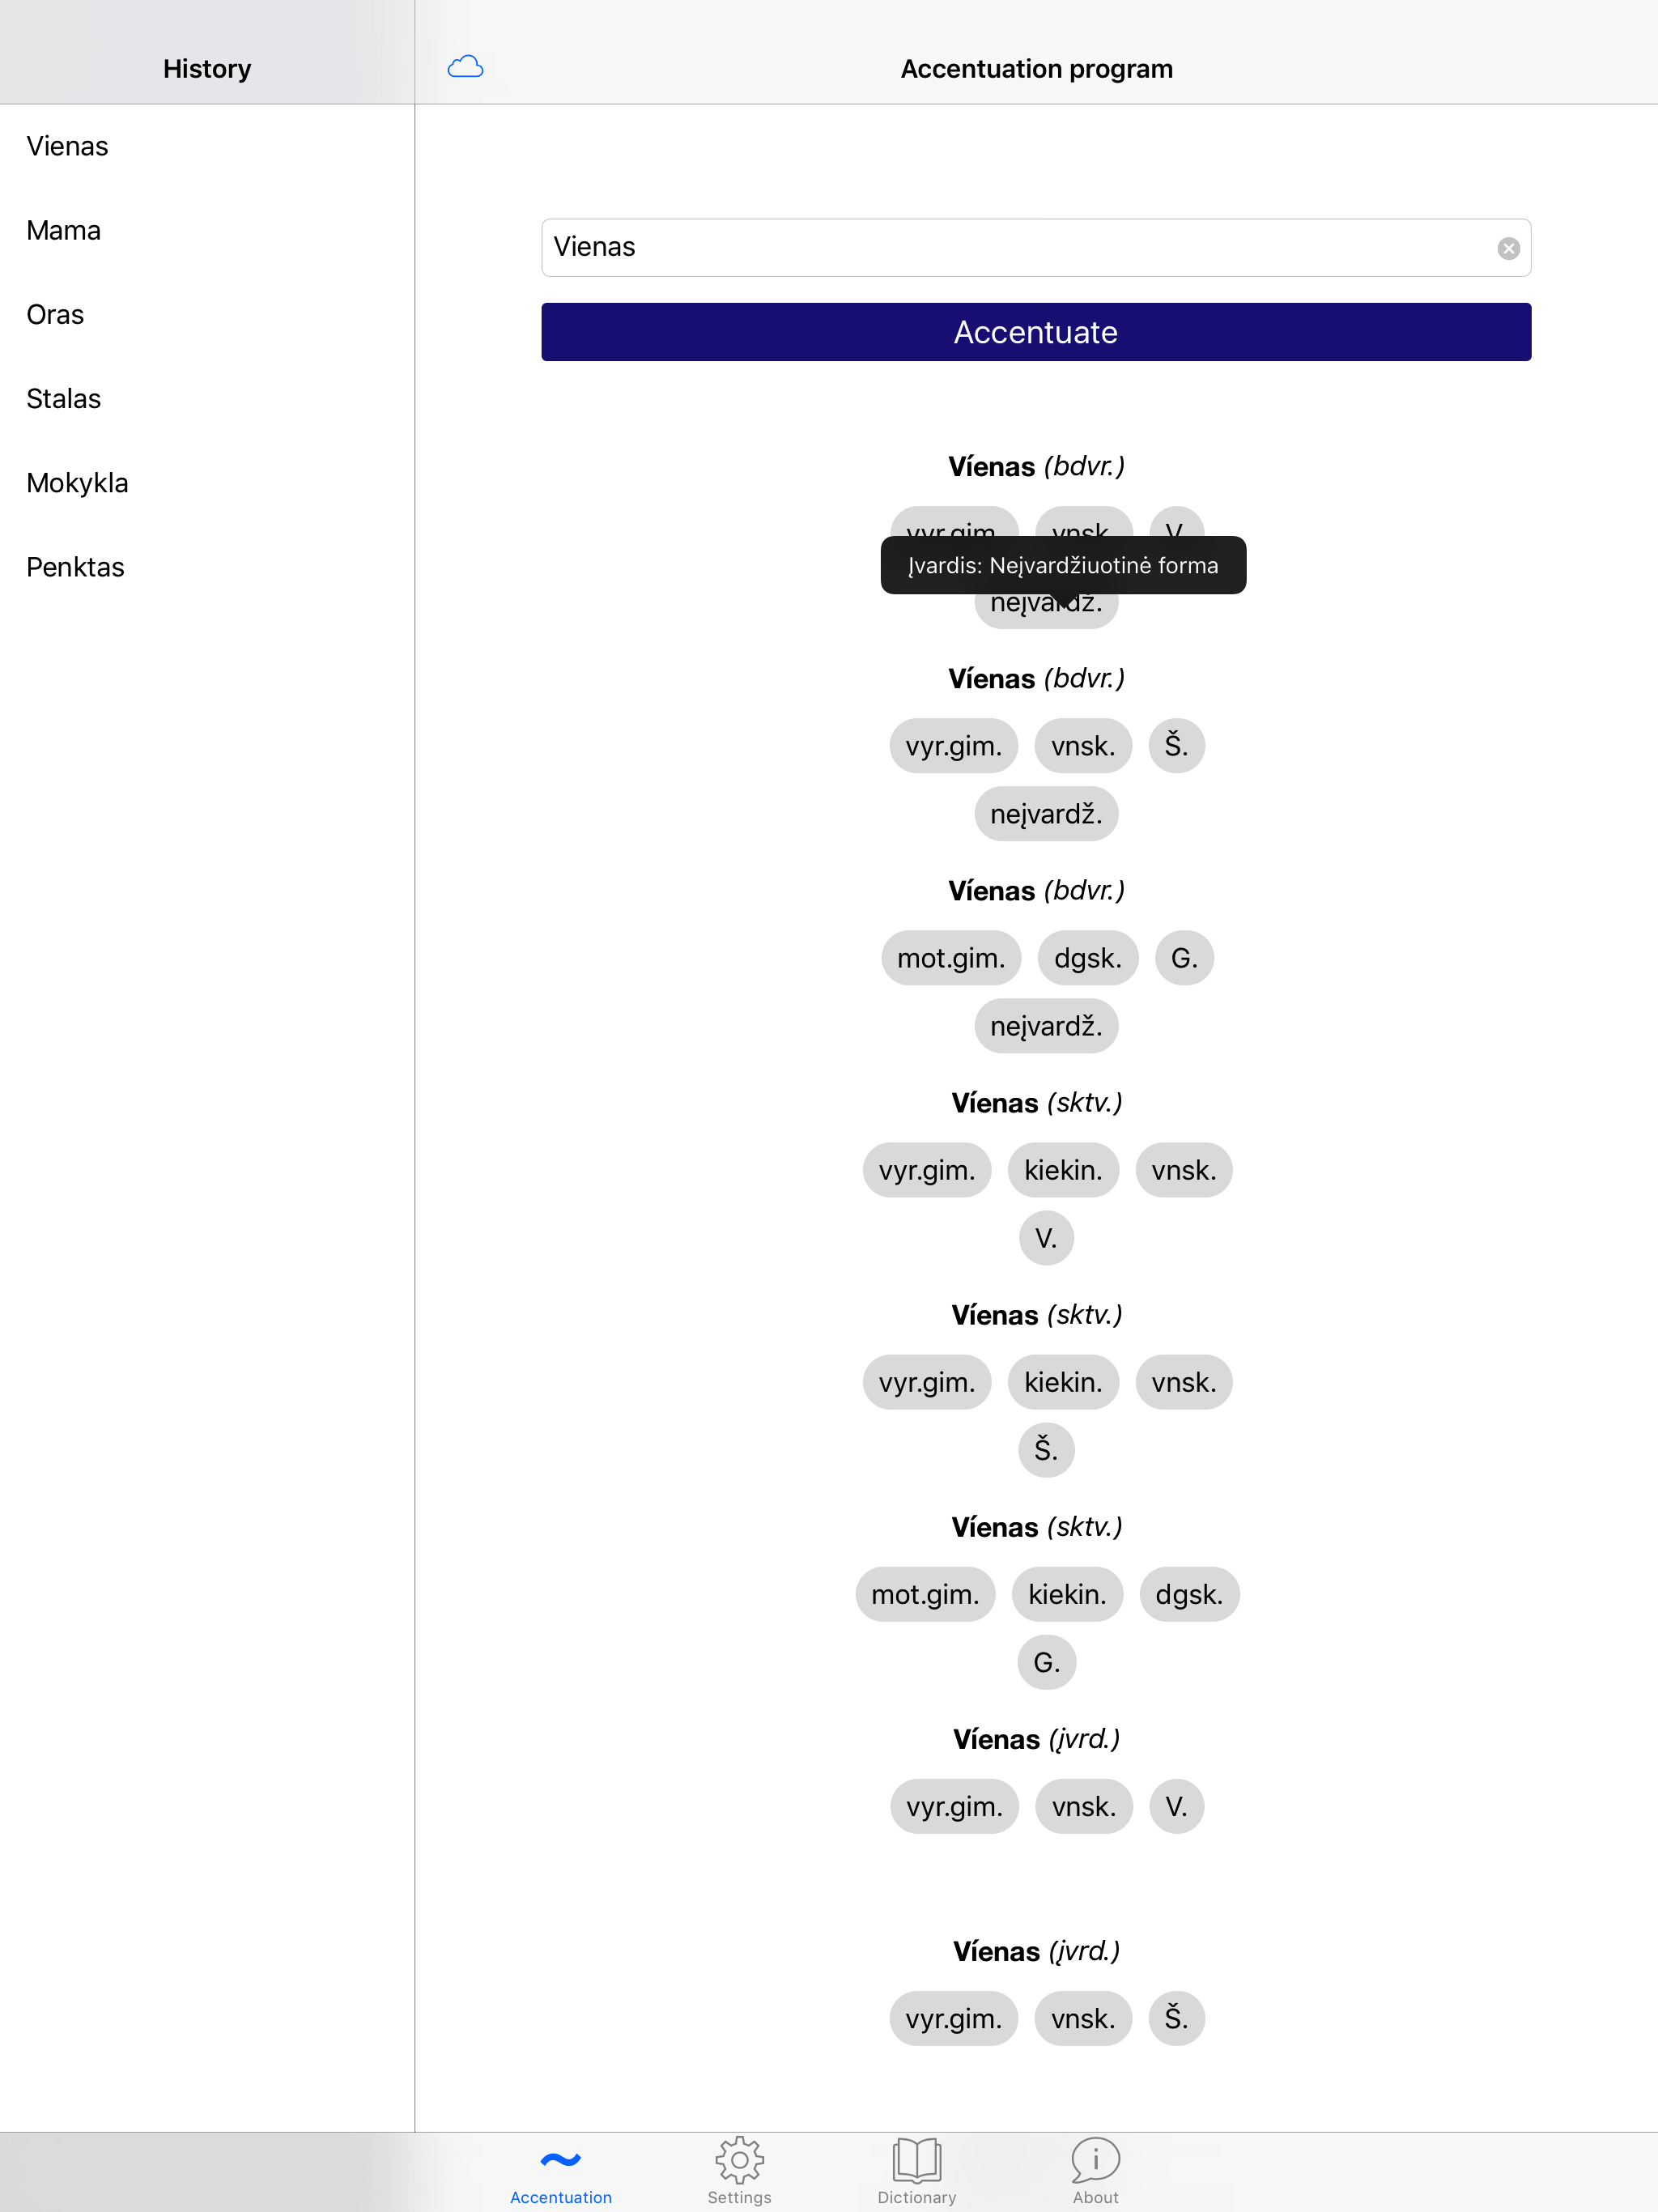 History
Accentuation program
Vienas
Mama
Oras
Stalas
Mokykla
Penktas
Vienas
Accentuate
Víenas (bdvr.)
vyr.gim. vnsk. V.
Įvardis: Neįvardžiuotinė forma
neįvardž.
Víenas (bdvr.)
vyr.gim. vnsk. Š.
neįvardž.
Víenas (bdvr.)
mot.gim. dgsk. G.
neįvardž.
Víenas (sktv.)
vyr.gim. kiekin. vnsk.
V.
Víenas (sktv.)
vyr.gim. kiekin. vnsk.
Š.
Víenas (sktv.)
mot.gim. kiekin. dgsk.
G.
Víenas (įvrd.)
vyr.gim. vnsk. V.
Víenas (įvrd.)
vyr.gim. vnsk. Š.
Accentuation Settings Dictionary About